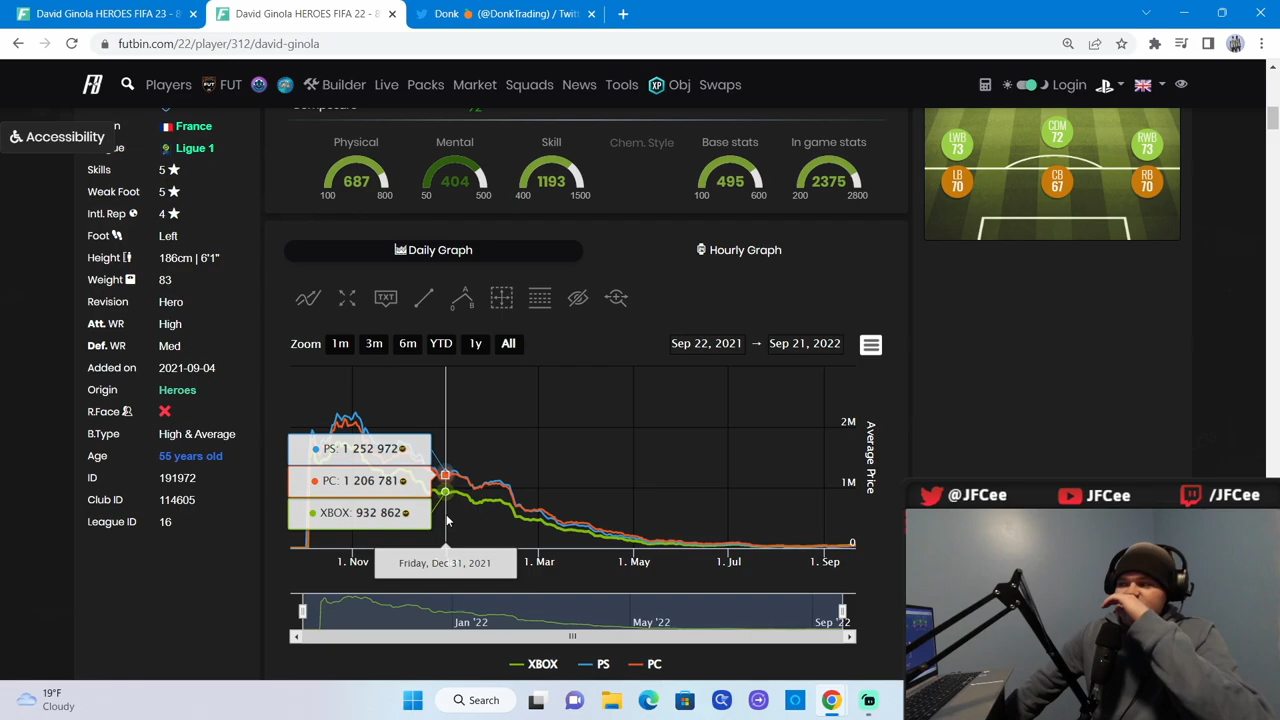 David Ginola HEROES FIFA 23 - 8
David Ginola HEROES FIFA 22 - 8
Donk (@DonkTrading) / Twitt
futbin.com/22/player/312/david-ginola
Players FUT Builder Live Packs Market Squads News Tools Obj Swaps Login
XP
Accessibility
France
Ligue 1
Skills 5
Weak Foot 5
Intl. Rep 4
Foot Left
Height 186cm | 6'1"
Weight 83
Revision Hero
Att. WR High
Def. WR Med
Added on 2021-09-04
Origin Heroes
R.Face
B.Type High & Average
Age 55 years old
ID 191972
Club ID 114605
League ID 16
Physical Mental Skill Chem. Style Base stats In game stats
687 404 1193 495 2375
100 800 50 500 400 1500 100 600 200 2800
LWB 73
CDM 72
RWB 73
LB 70
CB 67
RB 70
Daily Graph
Hourly Graph
TXT
Zoom 1m 3m 6m YTD 1y All
Sep 22, 2021 → Sep 21, 2022
PS: 1 252 972
PC: 1 206 781
XBOX: 932 862
2M
1M
0
Average Price
1. Nov 1. Mar 1. May 1. Jul 1. Sep
Friday, Dec 31, 2021
Jan '22 May '22 Sep '22
XBOX PS PC
@JFCee JFCee /JFCee
19°F
Cloudy
Search